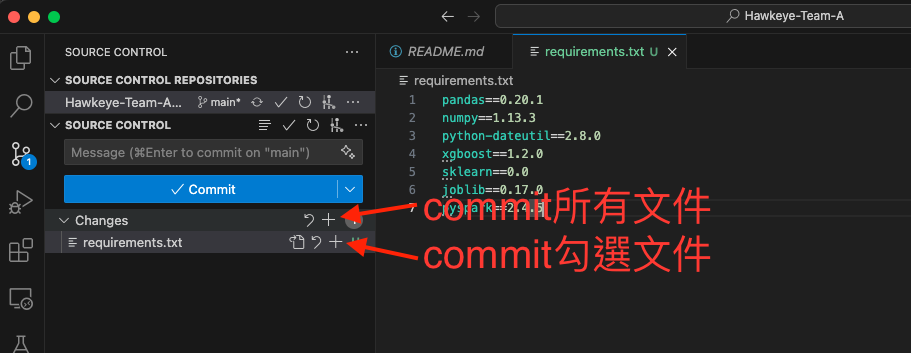 Hawkeye-Team-A
SOURCE CONTROL
README.md
requirements.txt U
SOURCE CONTROL REPOSITORIES
requirements.txt
Hawkeye-Team-A... main*
1 pandas==0.20.1
2 numpy==1.13.3
3 python-dateutil==2.8.0
4 xgboost==1.2.0
5 sklearn==0.0
6 joblib==0.17.0
7 pyspark==2.4.5
SOURCE CONTROL
Message (⌘Enter to commit on "main")
1
Commit
Changes
commit所有文件
requirements.txt
commit勾選文件